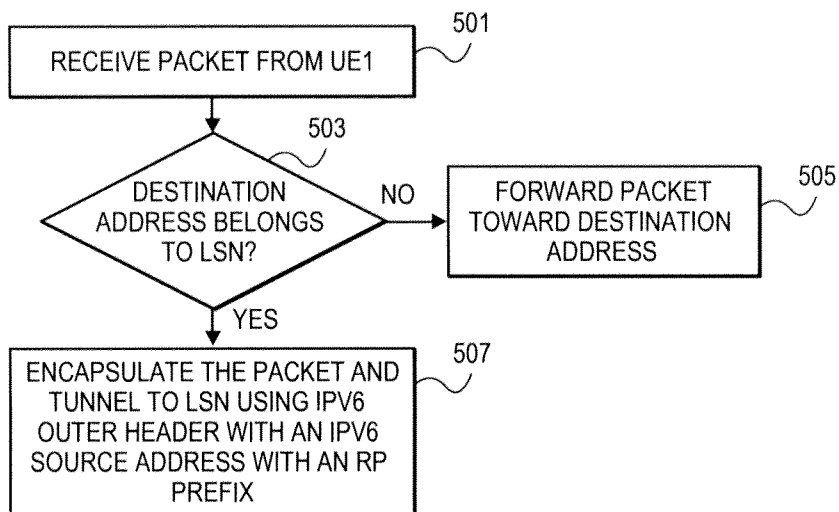 501
RECEIVE PACKET FROM UE1
503
DESTINATION
ADDRESS BELONGS
TO LSN?
NO
505
FORWARD PACKET
TOWARD DESTINATION
ADDRESS
YES
507
ENCAPSULATE THE PACKET AND
TUNNEL TO LSN USING IPV6
OUTER HEADER WITH AN IPV6
SOURCE ADDRESS WITH AN RP
PREFIX